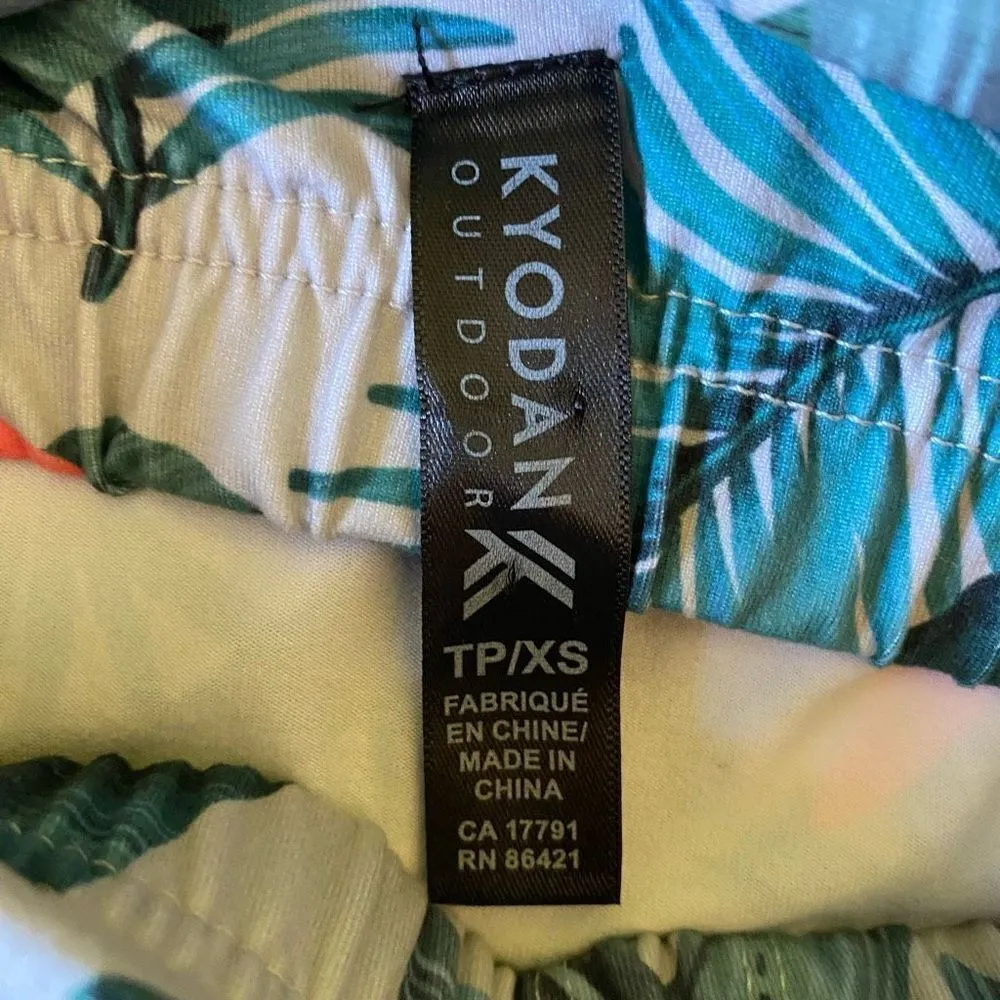 KYODAN
OUTDOOR
TP/XS
FABRIQUÉ
EN CHINE/
MADE IN
CHINA
CA 17791
RN 86421